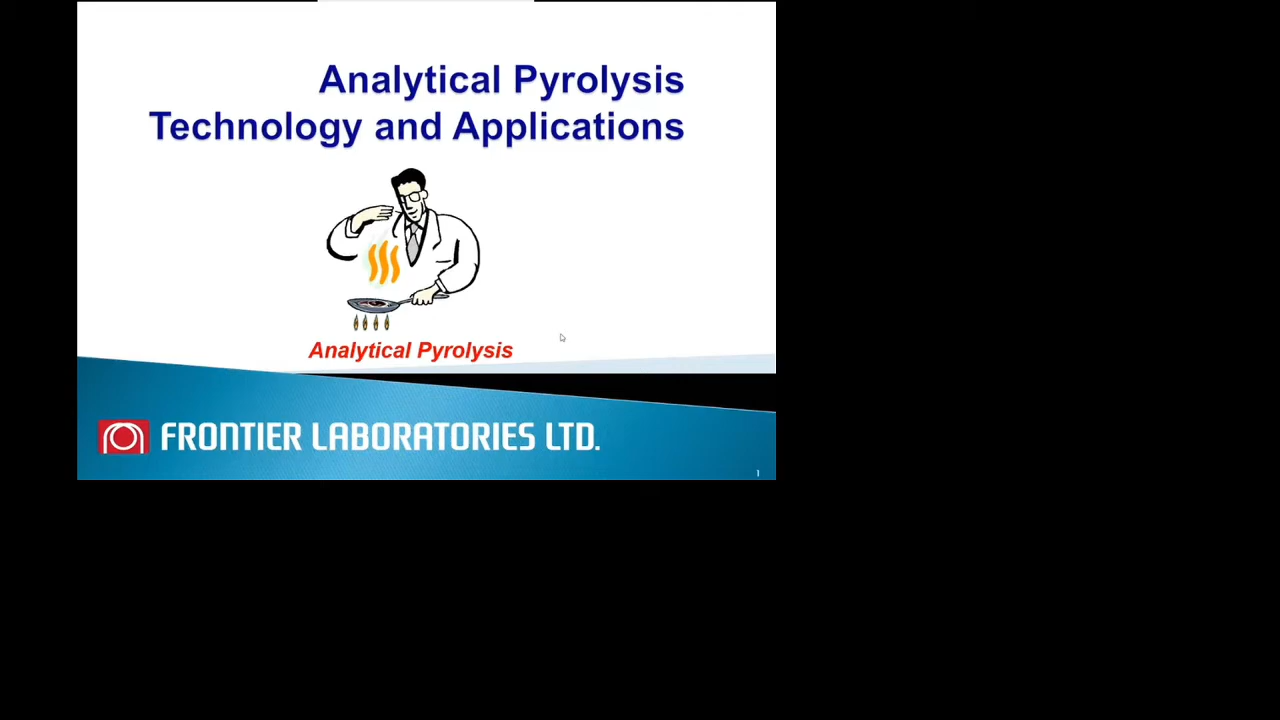 Analytical Pyrolysis
Technology and Applications
Analytical Pyrolysis
FRONTIER LABORATORIES LTD.
1